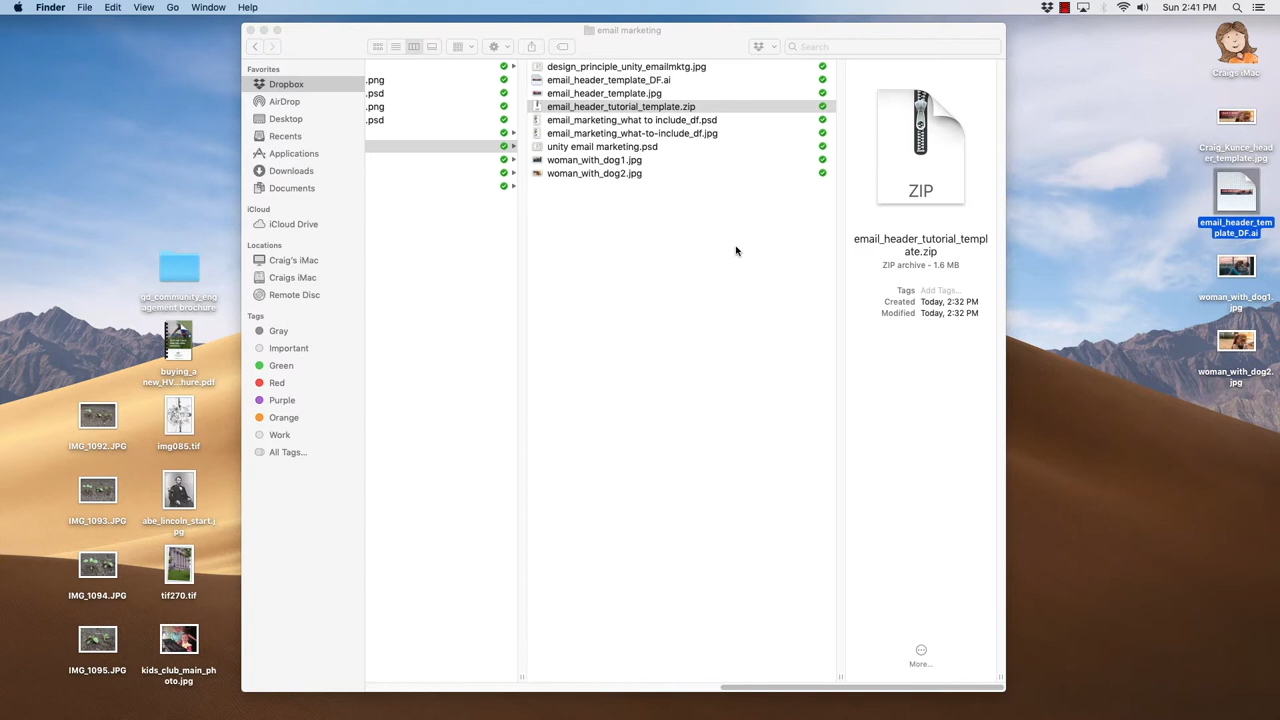 Finder File Edit View Go Window Help
Sun 2:41 PM
email marketing
Search
Favorites
Dropbox
AirDrop
Desktop
Recents
Applications
Downloads
Documents
iCloud
iCloud Drive
Locations
Craig's iMac
Craigs iMac
Remote Disc
Tags
Gray
Important
Green
Red
Purple
Orange
Work
All Tags...
.png
.psd
.png
.psd
design_principle_unity_emailmktg.jpg
email_header_template_DF.ai
email_header_template.jpg
email_header_tutorial_template.zip
email_marketing_what to include_df.psd
email_marketing_what-to-include_df.jpg
unity email marketing.psd
woman_with_dog1.jpg
woman_with_dog2.jpg
ZIP
email_header_tutorial_templ
ate.zip
ZIP archive - 1.6 MB
Tags Add Tags...
Created Today, 2:32 PM
Modified Today, 2:32 PM
More...
gd_community_eng
agement brochure
buying_a
new_HV...hure.pdf
IMG_1092.JPG
img085.tif
IMG_1093.JPG
abe_lincoln_start.j
pg
IMG_1094.JPG
tif270.tif
IMG_1095.JPG
kids_club_main_ph
oto.jpg
Craigs iMac
Craig_Kunce_head
er_template.jpg
email_header_tem
plate_DF.ai
woman_with_dog1.
jpg
woman_with_dog2.
jpg